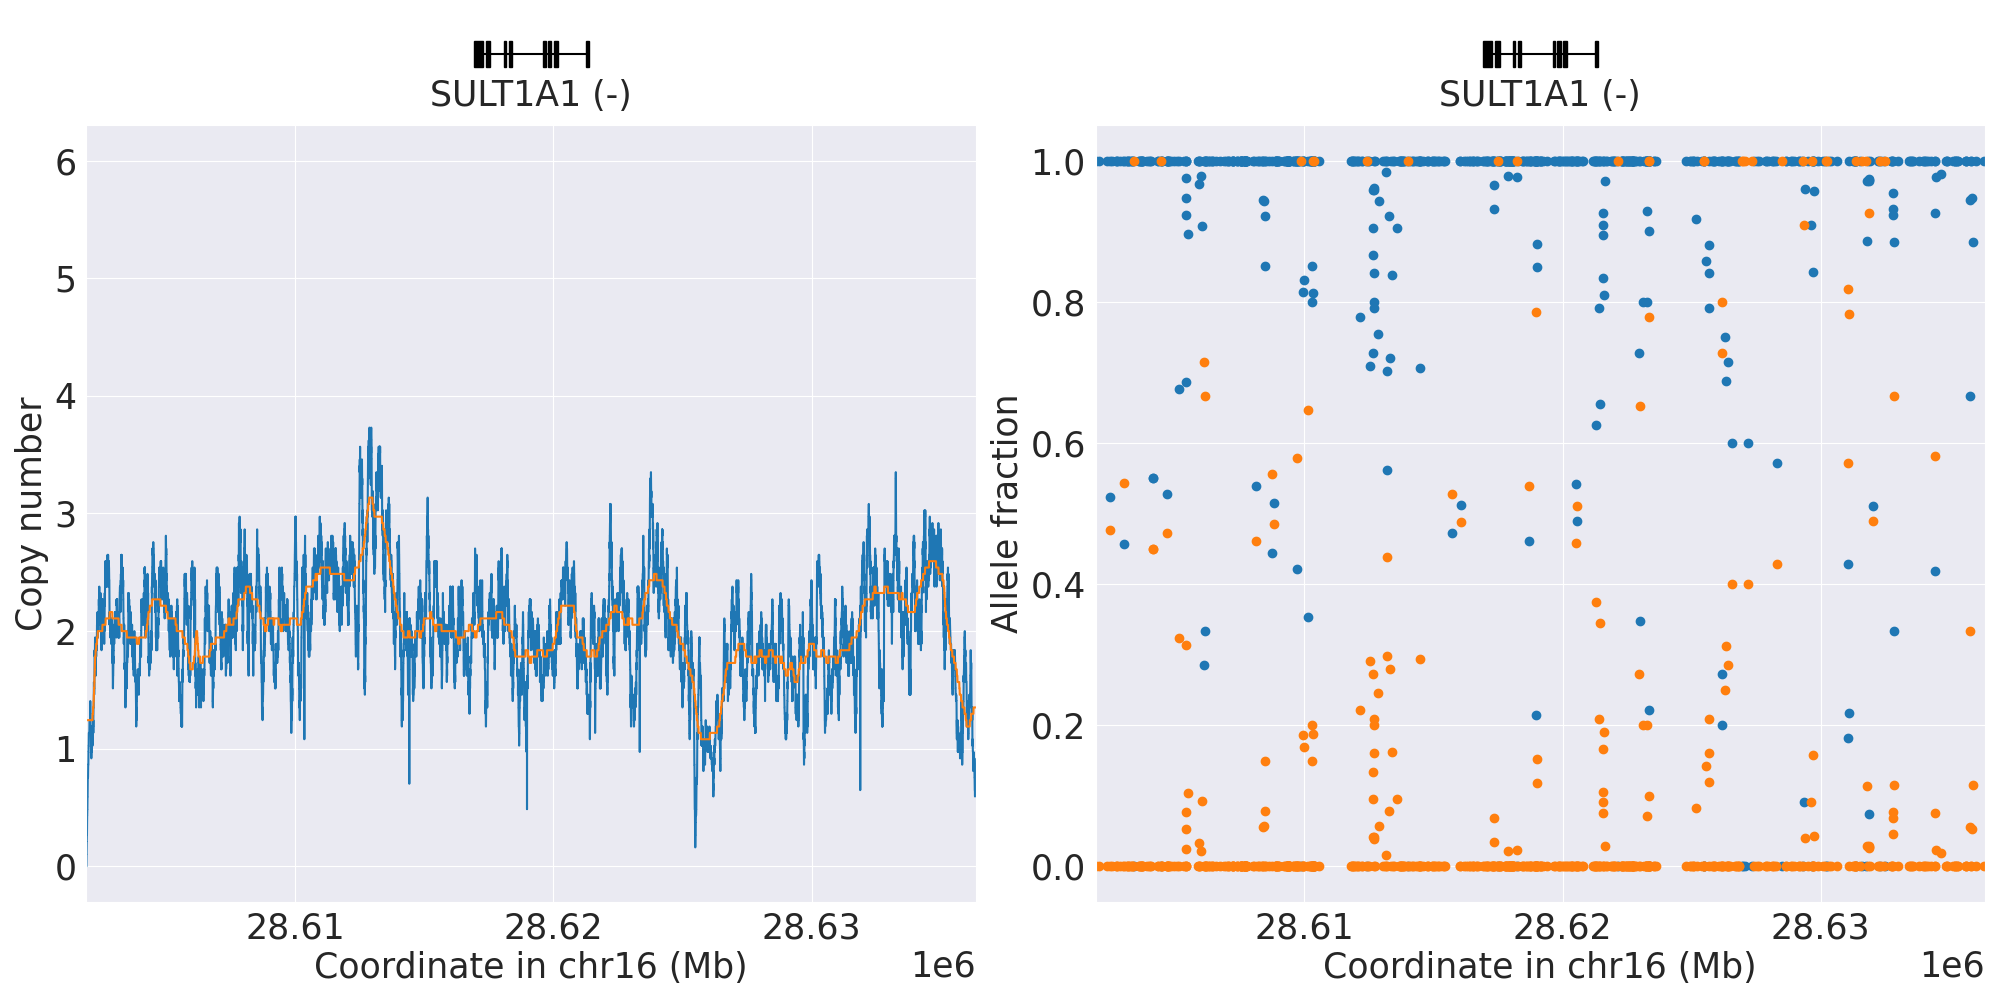 SULT1A1 (-)
6
5
4
3
2
1
0
Copy number
28.61
28.62
28.63
Coordinate in chr16 (Mb)
1e6
SULT1A1 (-)
1.0
0.8
0.6
0.4
0.2
0.0
Allele fraction
28.61
28.62
28.63
Coordinate in chr16 (Mb)
1e6